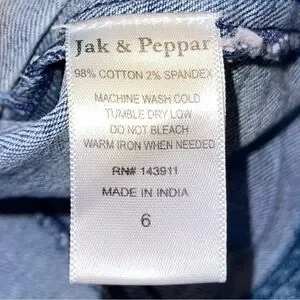 Jak & Peppar
98% COTTON 2% SPANDEX
MACHINE WASH COLD
TUMBLE DRY LOW
DO NOT BLEACH
WARM IRON WHEN NEEDED
RN# 143911
MADE IN INDIA
6